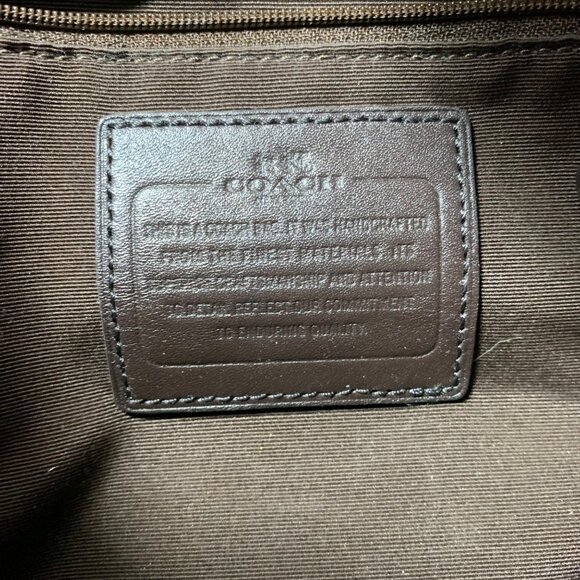 COACH
THIS IS A COACH BAG. IT WAS HANDCRAFTED
FROM THE FINEST MATERIALS. ITS
CRAFTSMANSHIP AND ATTENTION
TO DETAIL REFLECT OUR COMMITMENT
TO ENDURING QUALITY.